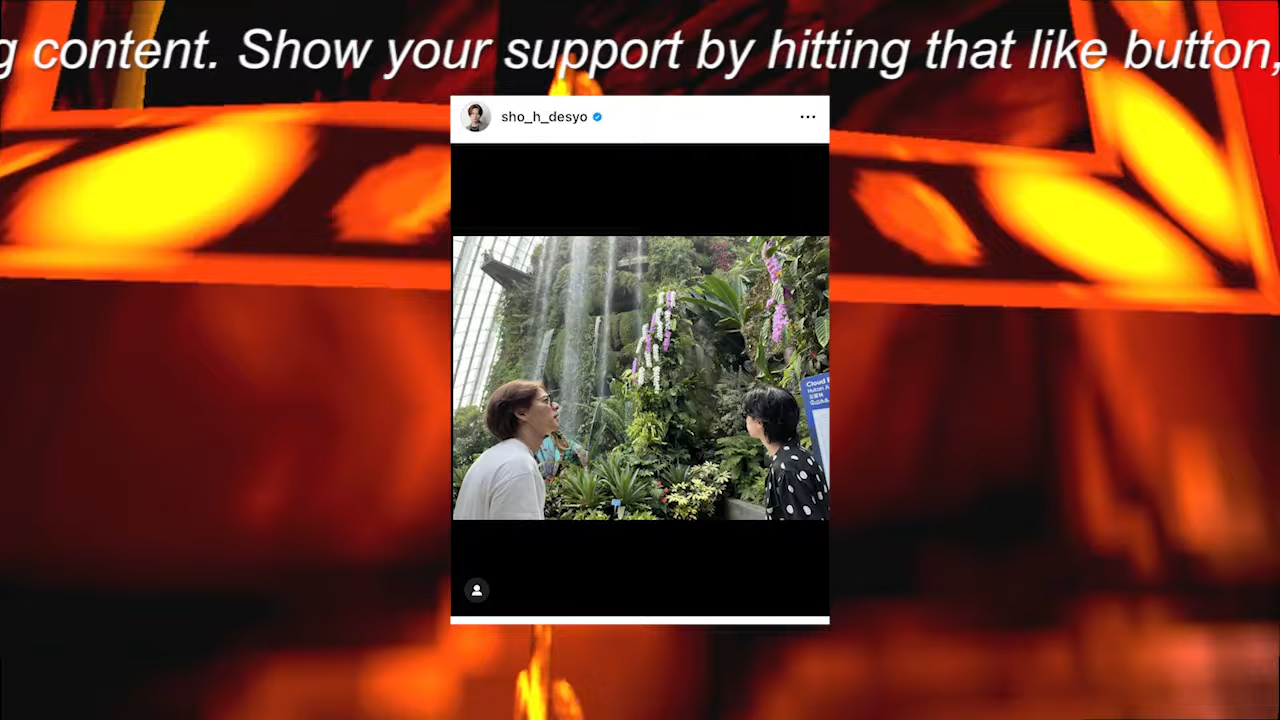 g content. Show your support by hitting that like button,
sho_h_desyo
Cloud F